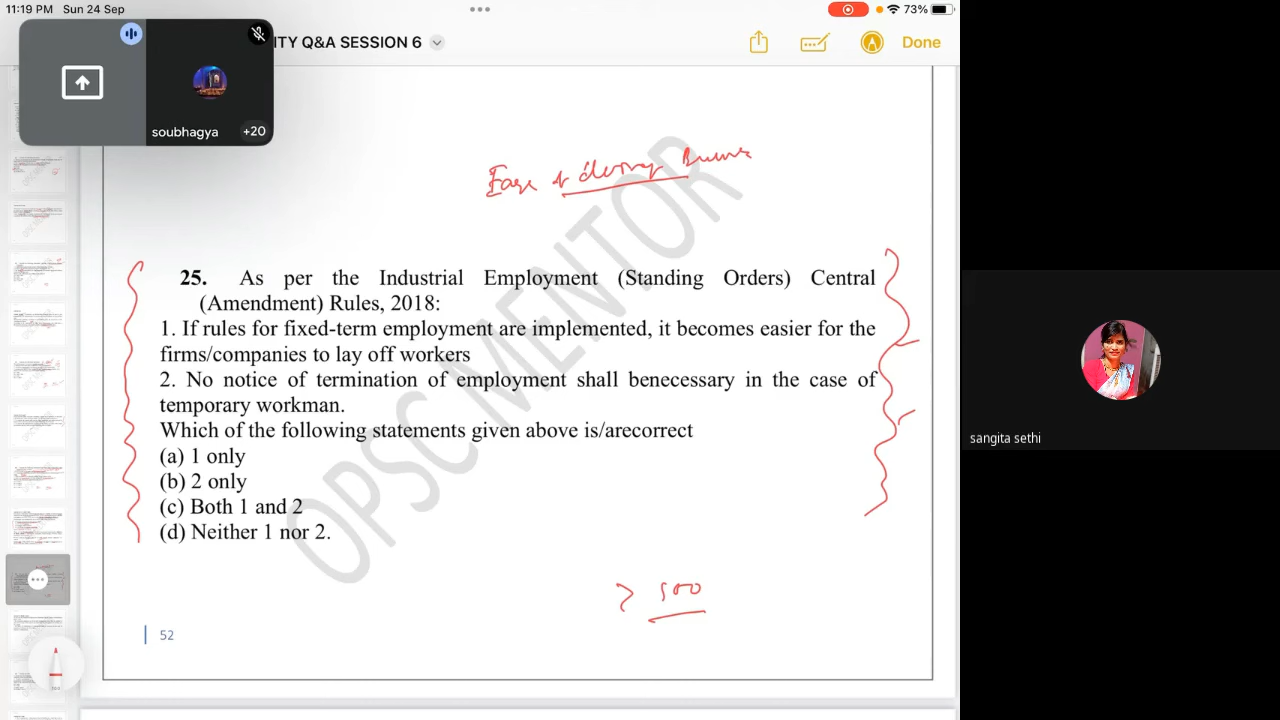 11:19 PM Sun 24 Sep
73%
ITY Q&A SESSION 6
Done
soubhagya
+20
Ease of doing
25. As per the Industrial Employment (Standing Orders) Central
(Amendment) Rules, 2018:
1. If rules for fixed-term employment are implemented, it becomes easier for the
firms/companies to lay off workers
2. No notice of termination of employment shall benecessary in the case of
temporary workman.
Which of the following statements given above is/arecorrect
(a) 1 only
(b) 2 only
(c) Both 1 and 2
(d) Neither 1 nor 2.
OPSC MENTOR
52
sangita sethi